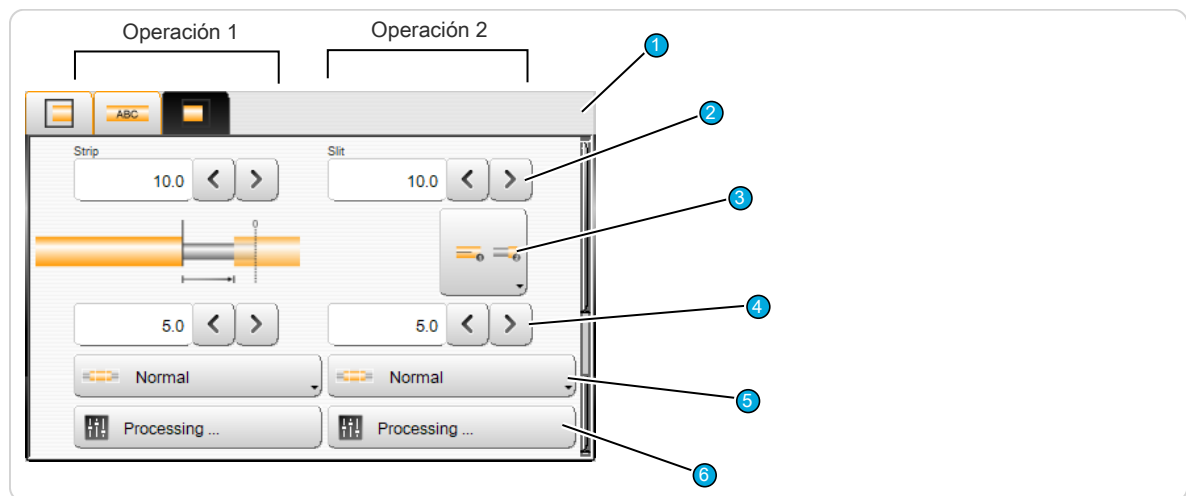 Operación 1 Operación 2
1
2
ABC
Strip Slit
10.0 10.0
3
0
4
5.0 5.0
Normal Normal
5
Processing ... Processing ...
6